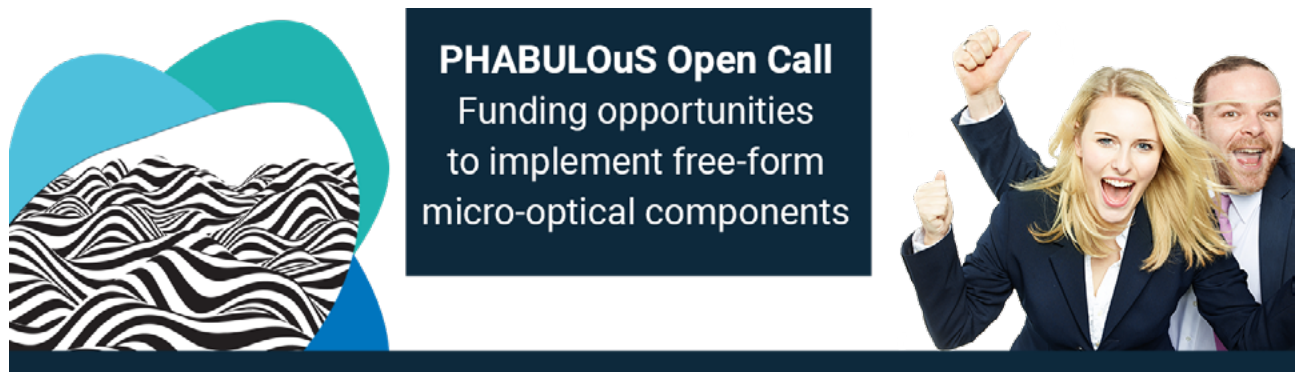 PHABULOuS Open Call
Funding opportunities
to implement free-form
micro-optical components